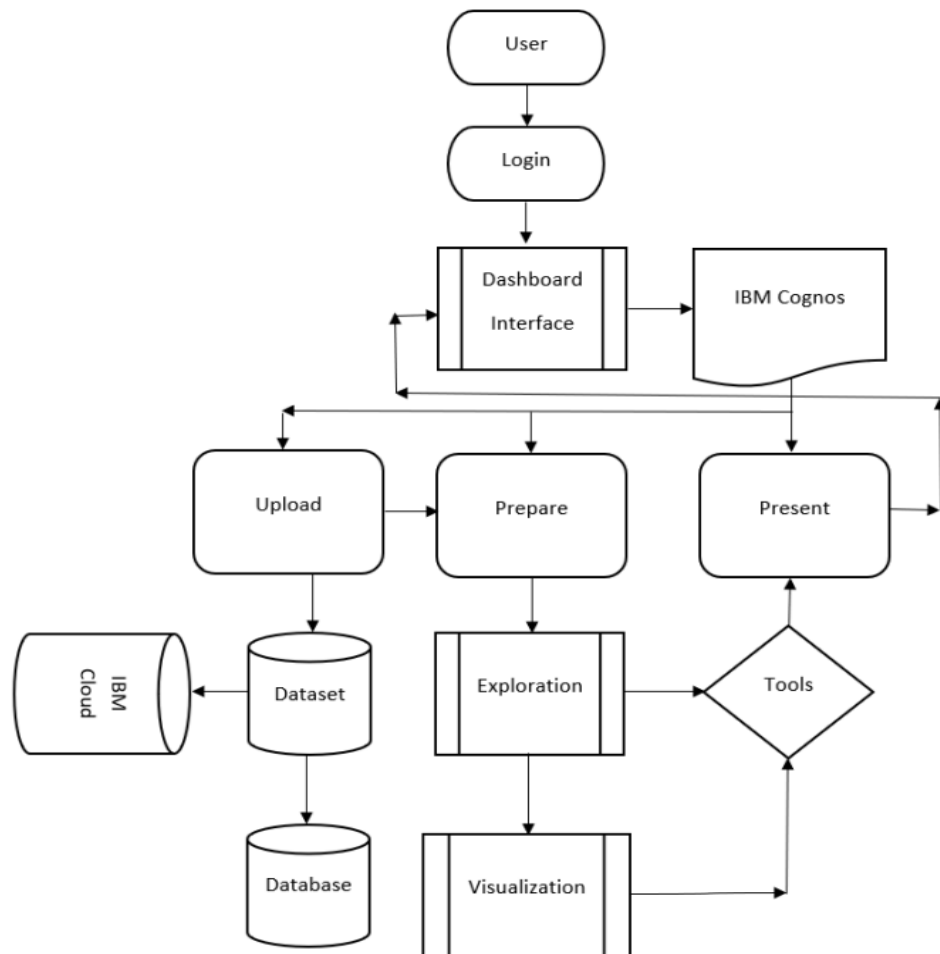 User
Login
Dashboard
Interface
IBM Cognos
Upload
Prepare
Present
IBM
Cloud
Dataset
Exploration
Tools
Database
Visualization